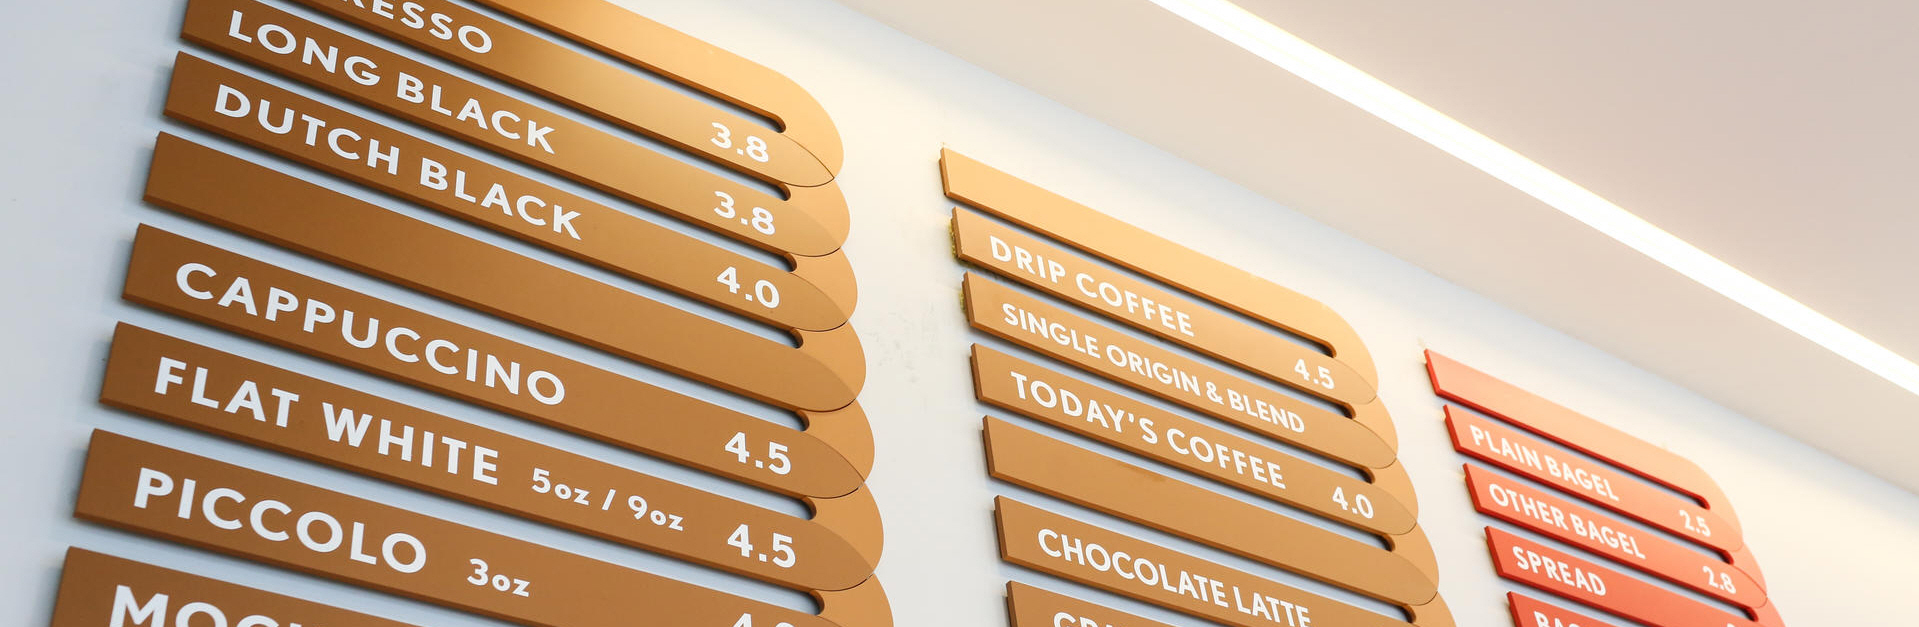 RESSO 3.8
LONG BLACK 3.8
DUTCH BLACK 4.0
CAPPUCCINO 4.5
FLAT WHITE 5oz / 9oz 4.5
PICCOLO 3oz
DRIP COFFEE 4.5
SINGLE ORIGIN & BLEND
TODAY'S COFFEE 4.0
CHOCOLATE LATTE
PLAIN BAGEL 2.5
OTHER BAGEL 2.8
SPREAD